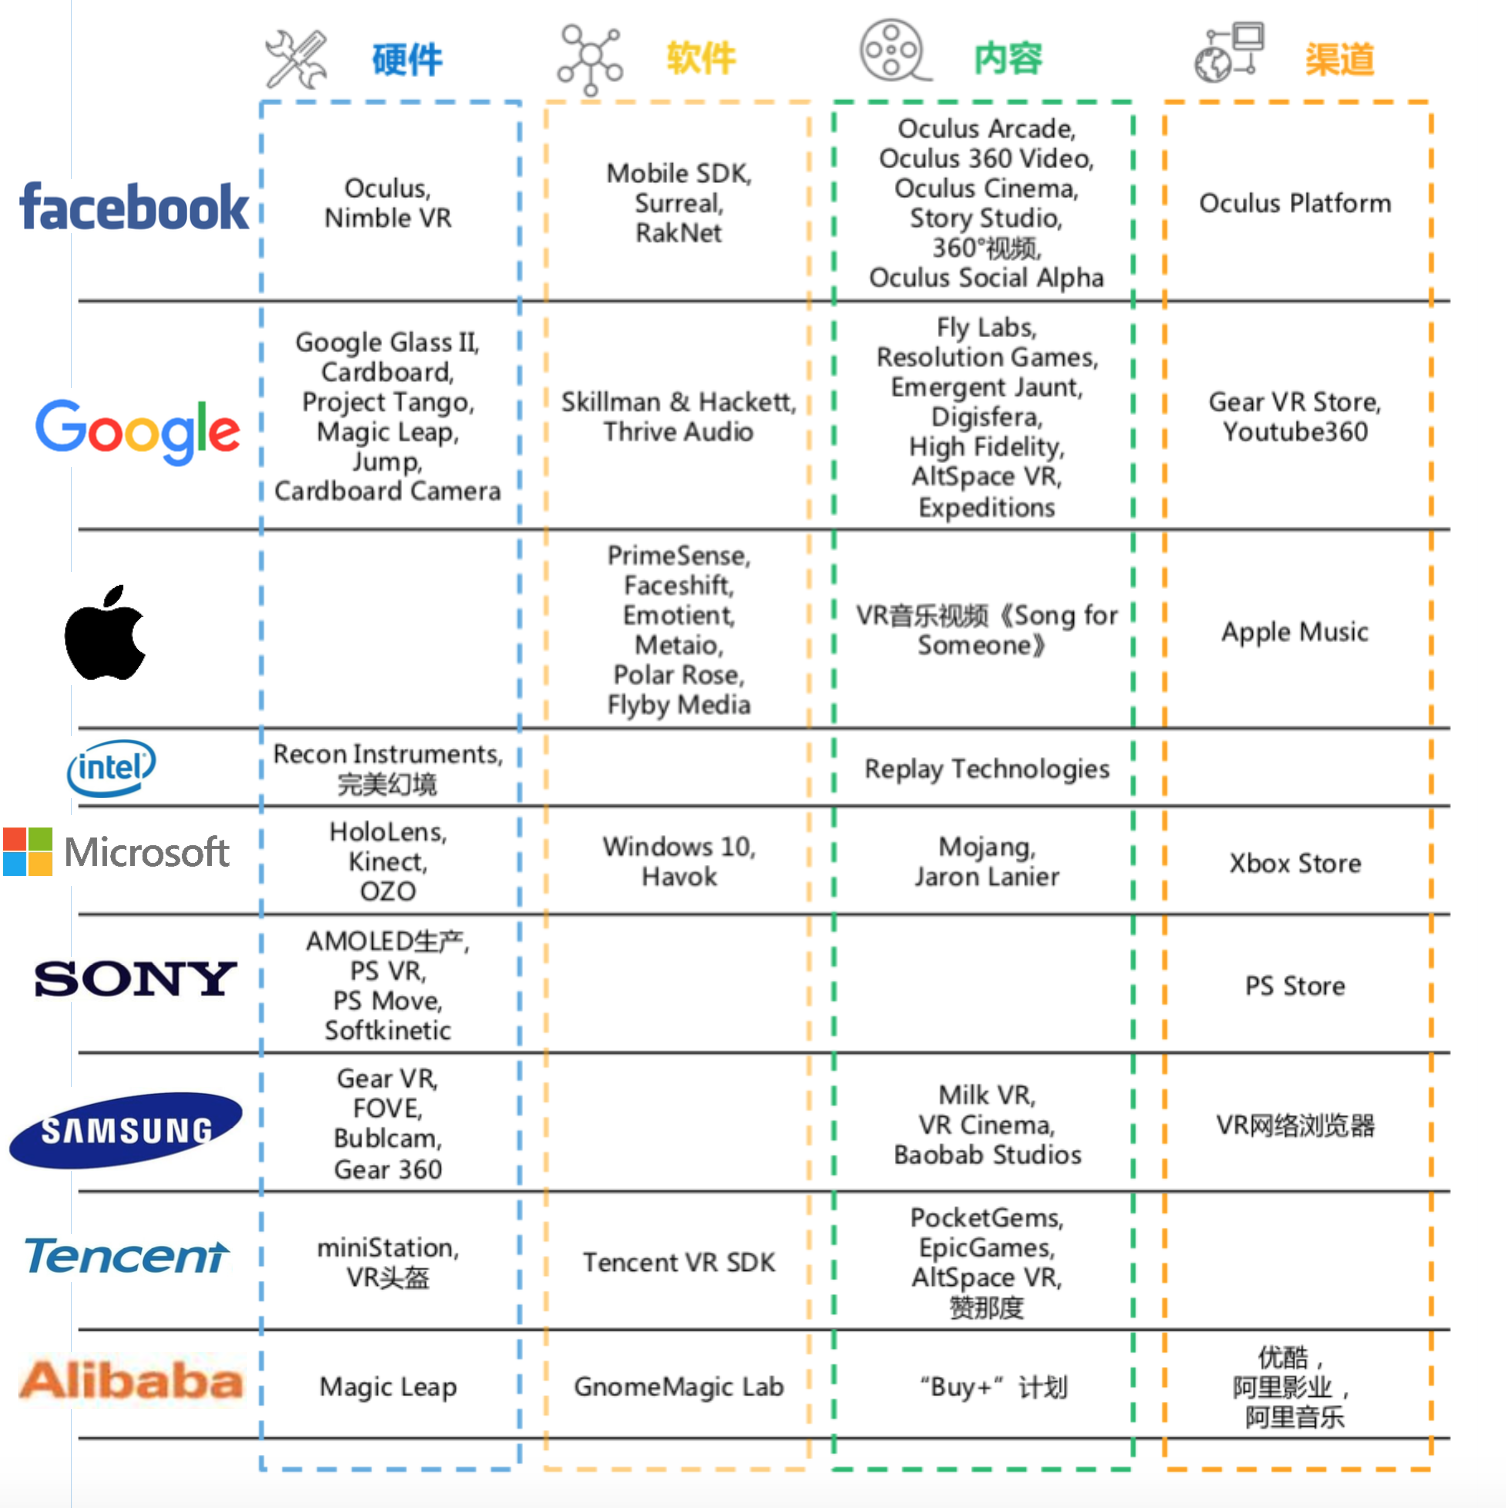 硬件
软件
内容
渠道
facebook
Oculus,
Nimble VR
Mobile SDK,
Surreal,
RakNet
Oculus Arcade,
Oculus 360 Video,
Oculus Cinema,
Story Studio,
360°视频,
Oculus Social Alpha
Oculus Platform
Google
Google Glass II,
Cardboard,
Project Tango,
Magic Leap,
Jump,
Cardboard Camera
Skillman & Hackett,
Thrive Audio
Fly Labs,
Resolution Games,
Emergent Jaunt,
Digisfera,
High Fidelity,
AltSpace VR,
Expeditions
Gear VR Store,
Youtube360
PrimeSense,
Faceshift,
Emotient,
Metaio,
Polar Rose,
Flyby Media
VR音乐视频《Song for
Someone》
Apple Music
intel
Recon Instruments,
完美幻境
Replay Technologies
Microsoft
HoloLens,
Kinect,
OZO
Windows 10,
Havok
Mojang,
Jaron Lanier
Xbox Store
SONY
AMOLED生产,
PS VR,
PS Move,
Softkinetic
PS Store
SAMSUNG
Gear VR,
FOVE,
Bublcam,
Gear 360
Milk VR,
VR Cinema,
Baobab Studios
VR网络浏览器
Tencent
miniStation,
VR头盔
Tencent VR SDK
PocketGems,
EpicGames,
AltSpace VR,
赞那度
Alibaba
Magic Leap
GnomeMagic Lab
“Buy+”计划
优酷，
阿里影业，
阿里音乐